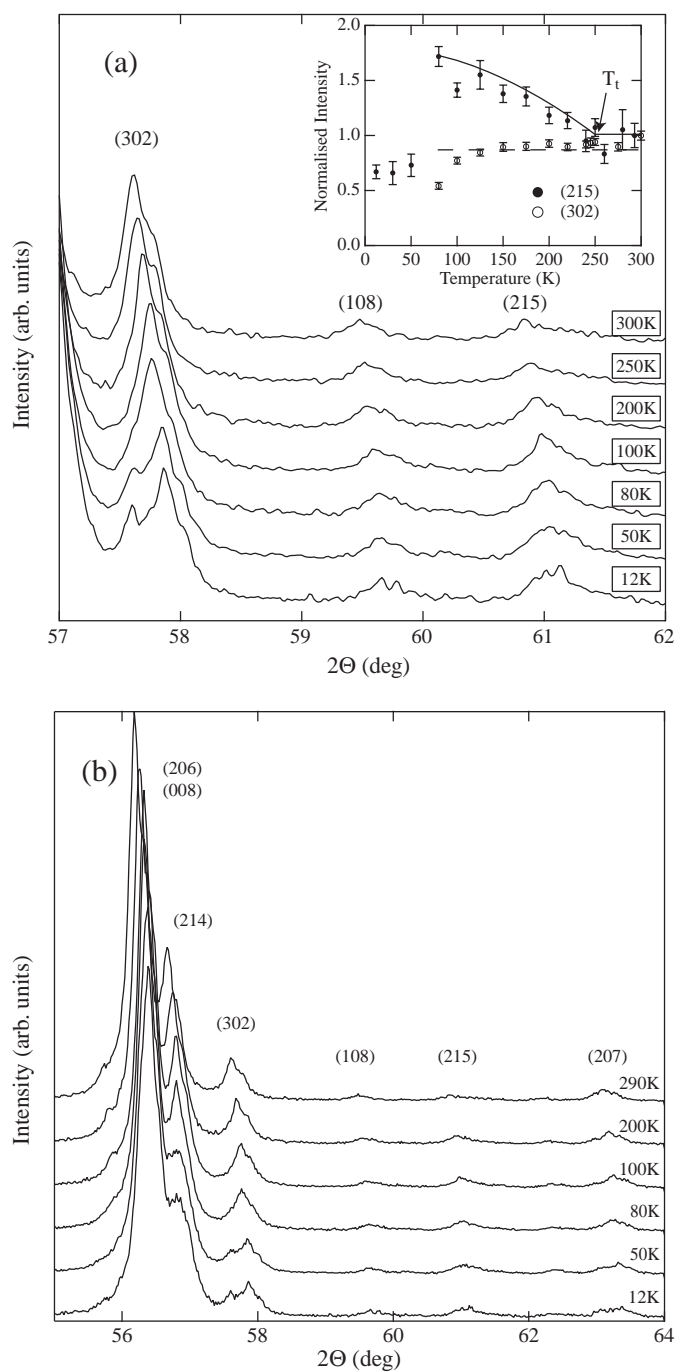 (a)
(302)
(108)
(215)
300K
250K
200K
100K
80K
50K
12K
Intensity (arb. units)
57
58
59
60
61
62
2Θ (deg)
Normalised Intensity
2.0
1.5
1.0
0.5
0.0
Tt
(215)
(302)
0
50
100
150
200
250
300
Temperature (K)
(b)
(206)
(008)
(214)
(302)
(108)
(215)
(207)
290K
200K
100K
80K
50K
12K
Intensity (arb. units)
56
58
60
62
64
2Θ (deg)